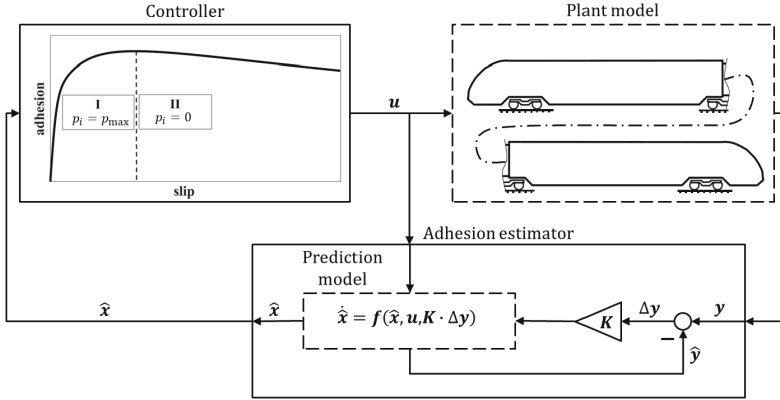 Controller
Plant model
adhesion
I
p_i = p_max
II
p_i = 0
slip
u
Adhesion estimator
Prediction
model
x̂
x̂
ẋ̂ = f(x̂, u,K · Δy)
K
Δy
y
−
ŷ